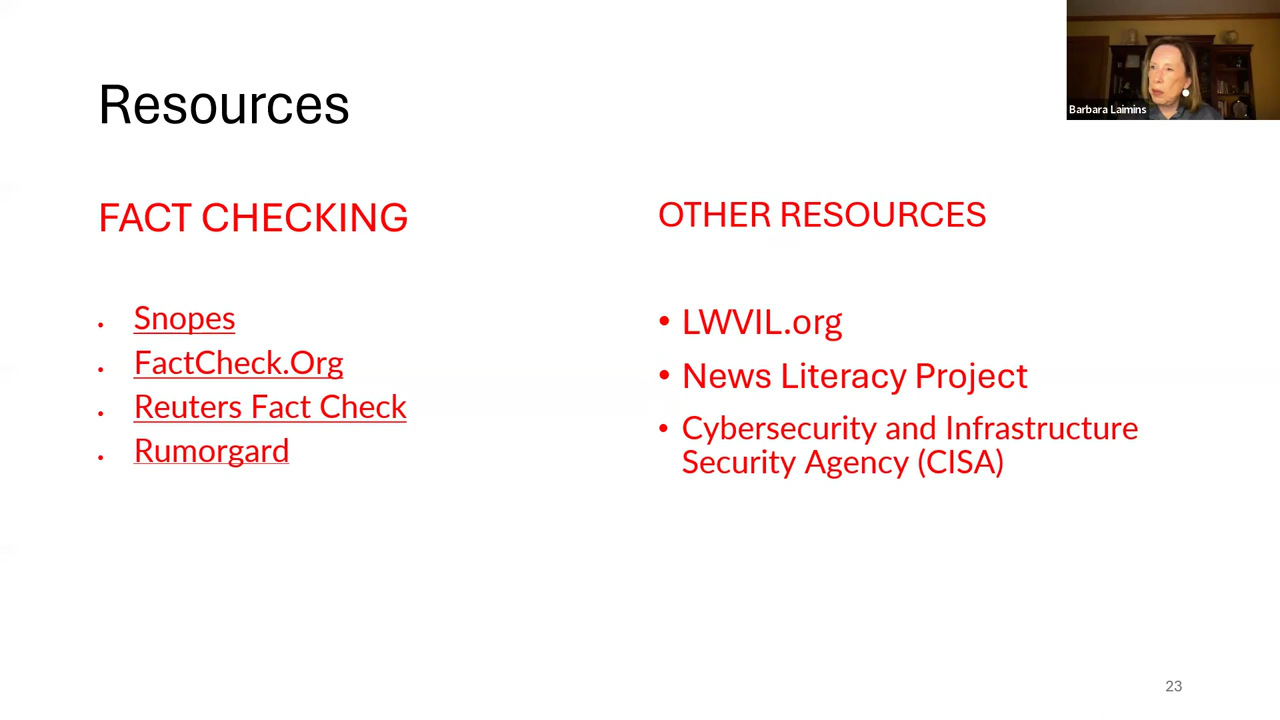 Barbara Laimins
Resources
FACT CHECKING
• Snopes
• FactCheck.Org
• Reuters Fact Check
• Rumorgard
OTHER RESOURCES
• LWVIL.org
• News Literacy Project
• Cybersecurity and Infrastructure
Security Agency (CISA)
23